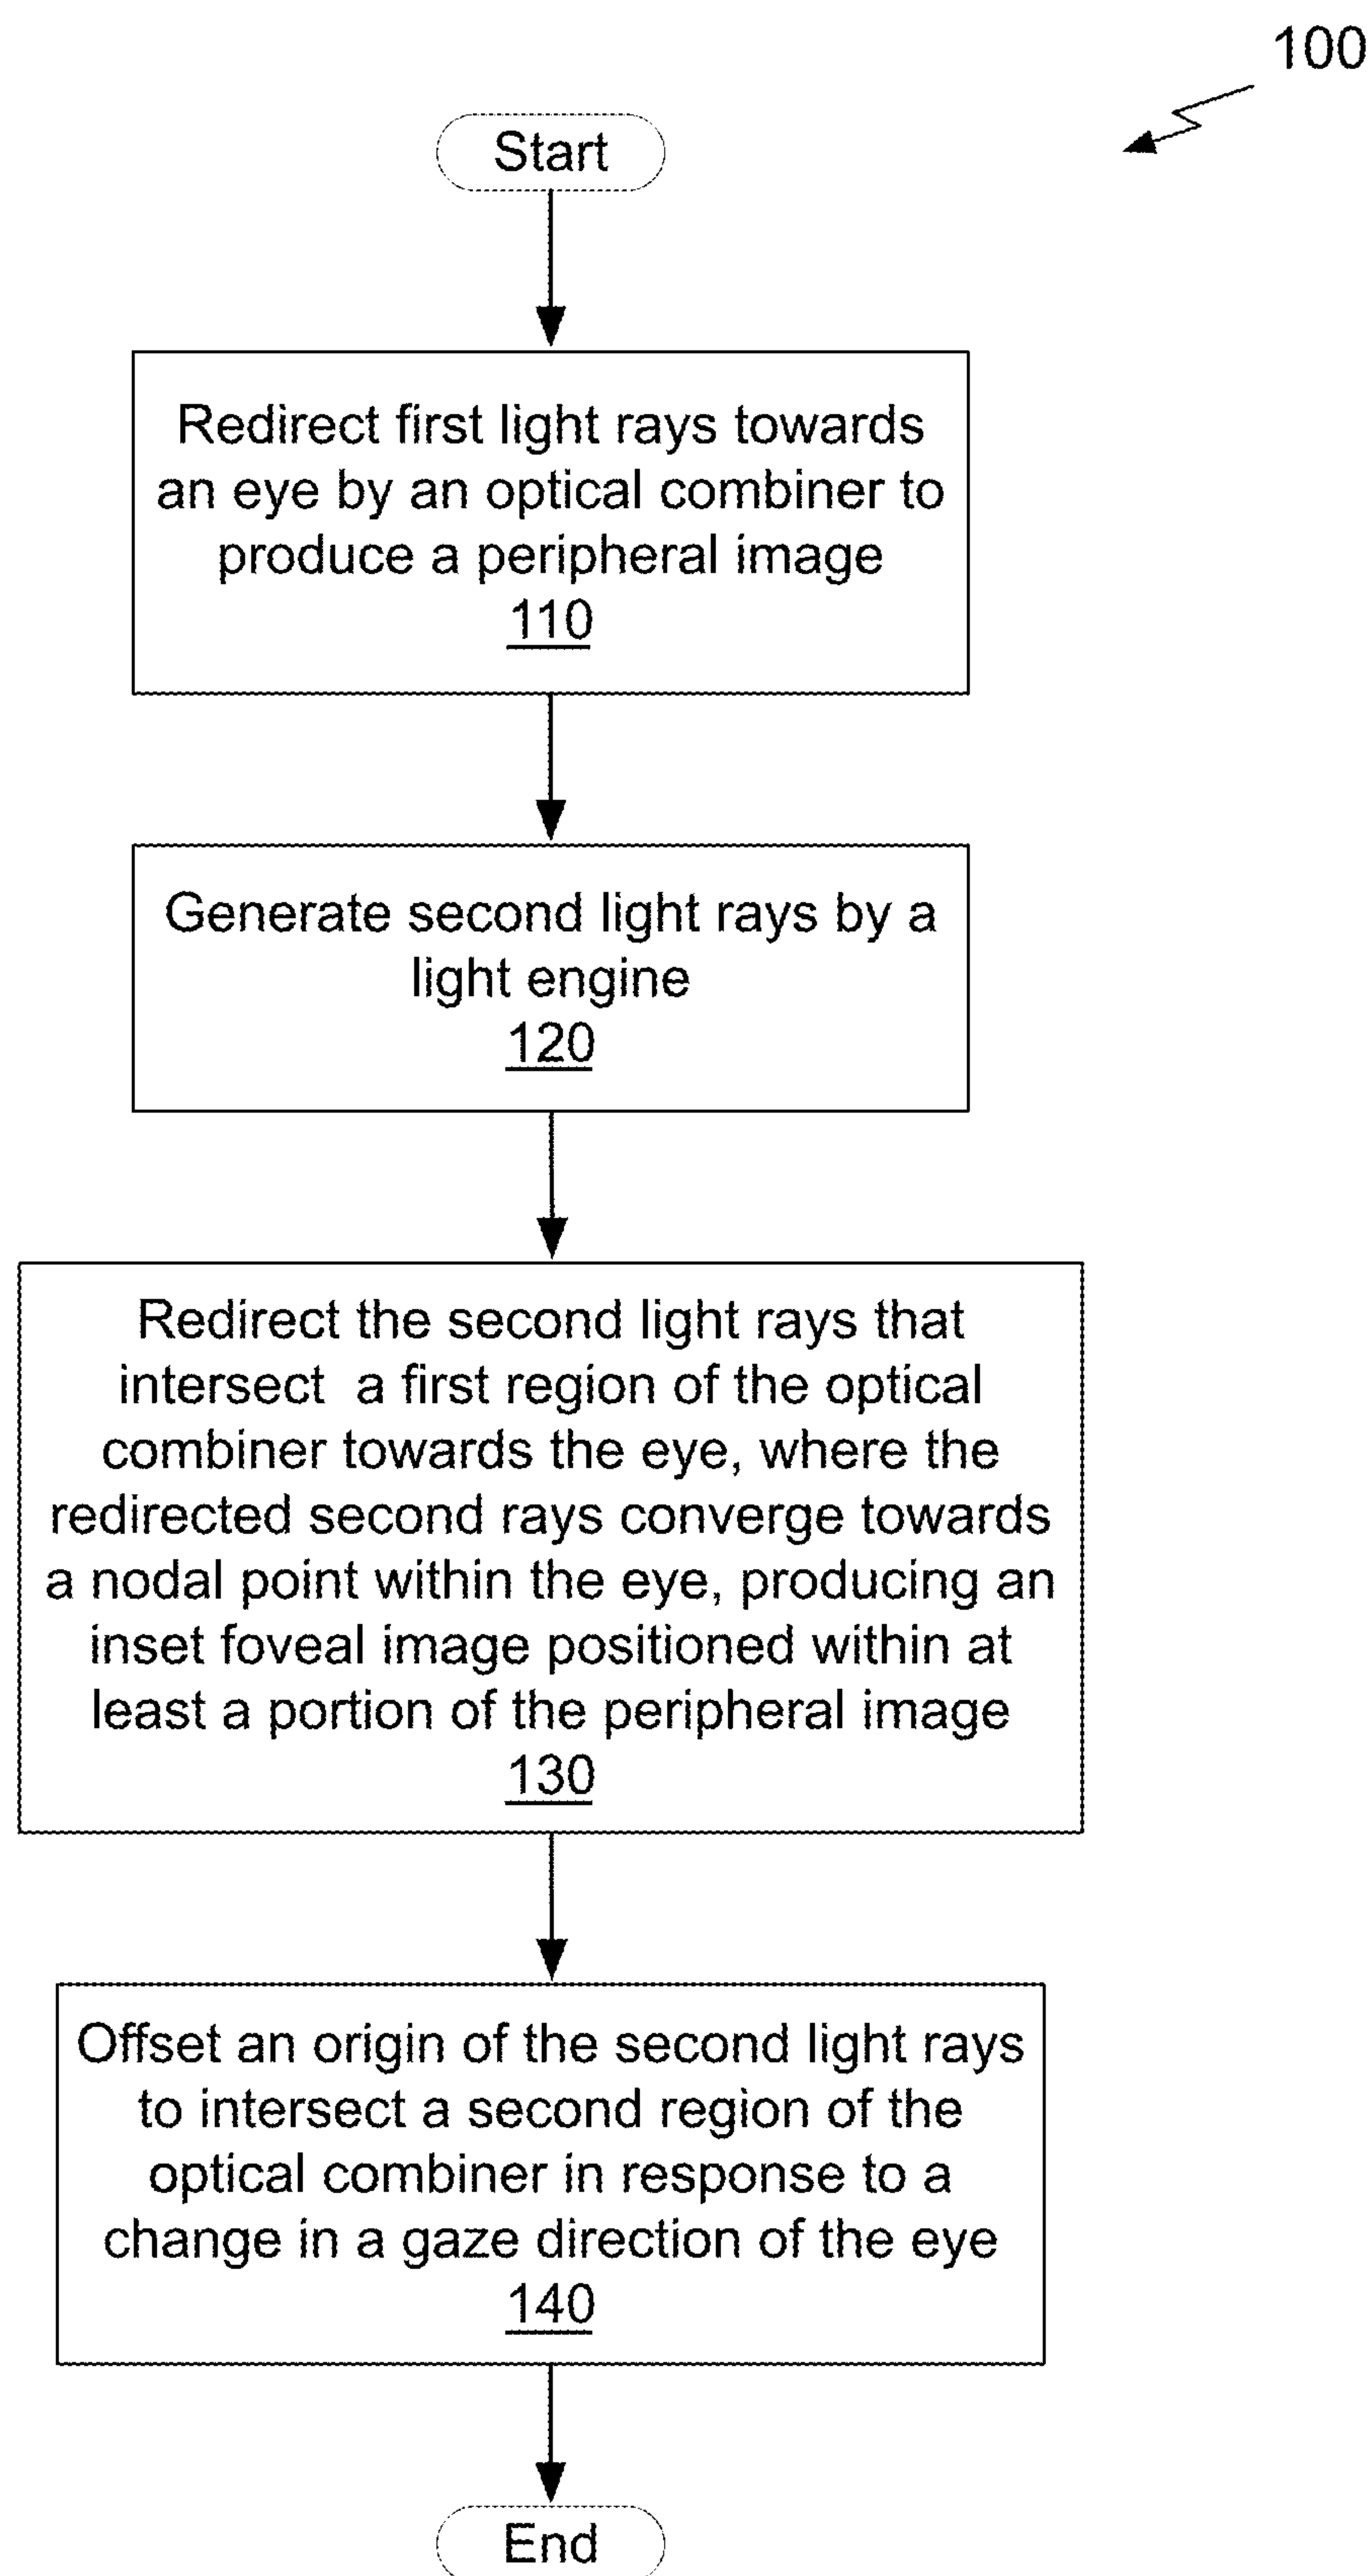 100
Start
Redirect first light rays towards
an eye by an optical combiner to
produce a peripheral image
110
Generate second light rays by a
light engine
120
Redirect the second light rays that
intersect a first region of the optical
combiner towards the eye, where the
redirected second rays converge towards
a nodal point within the eye, producing an
inset foveal image positioned within at
least a portion of the peripheral image
130
Offset an origin of the second light rays
to intersect a second region of the
optical combiner in response to a
change in a gaze direction of the eye
140
End